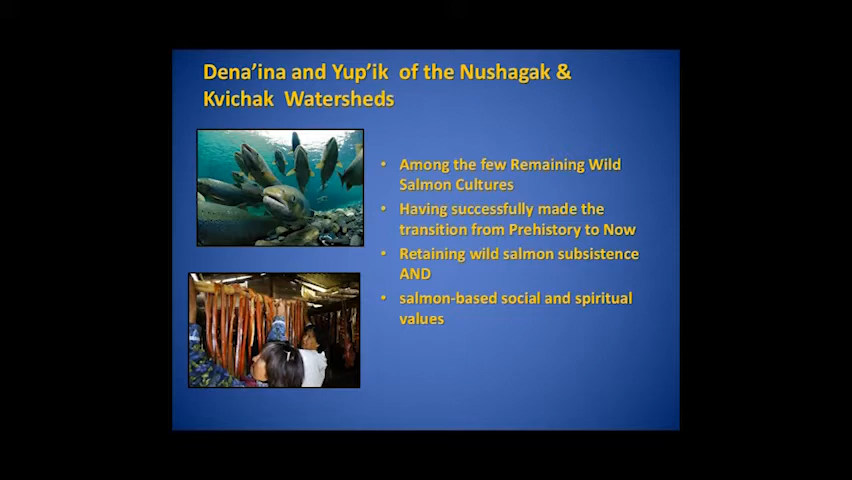 Dena’ina and Yup’ik of the Nushagak &
Kvichak Watersheds
• Among the few Remaining Wild
Salmon Cultures
• Having successfully made the
transition from Prehistory to Now
• Retaining wild salmon subsistence
AND
• salmon-based social and spiritual
values